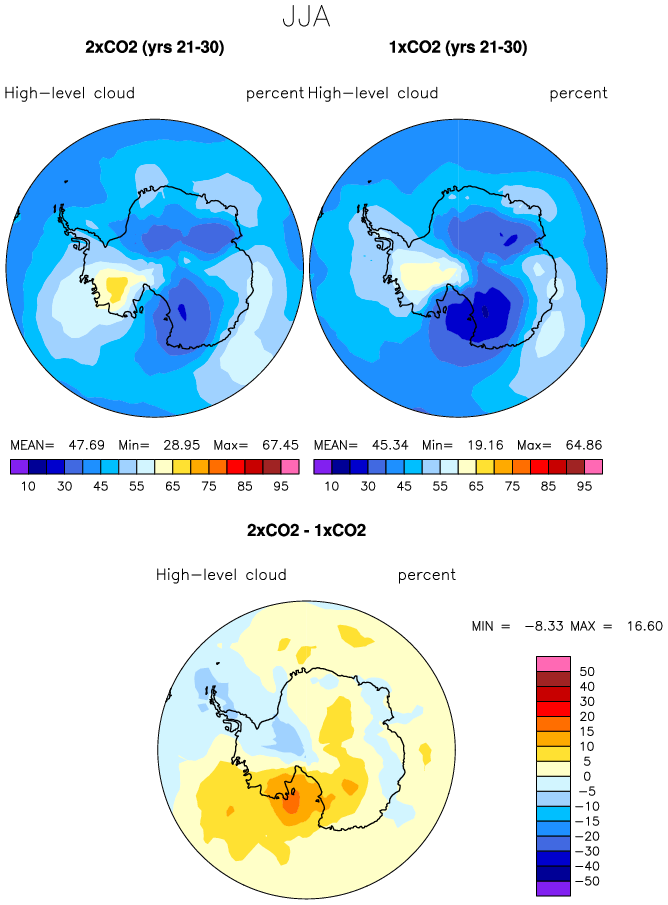 JJA
2xCO2 (yrs 21-30) 1xCO2 (yrs 21-30)
High-level cloud percent High-level cloud percent
MEAN= 47.69 Min= 28.95 Max= 67.45 MEAN= 45.34 Min= 19.16 Max= 64.86
10 30 45 55 65 75 85 95 10 30 45 55 65 75 85 95
2xCO2 - 1xCO2
High-level cloud percent
MIN = -8.33 MAX = 16.60
50
40
30
20
15
10
5
0
-5
-10
-15
-20
-30
-40
-50